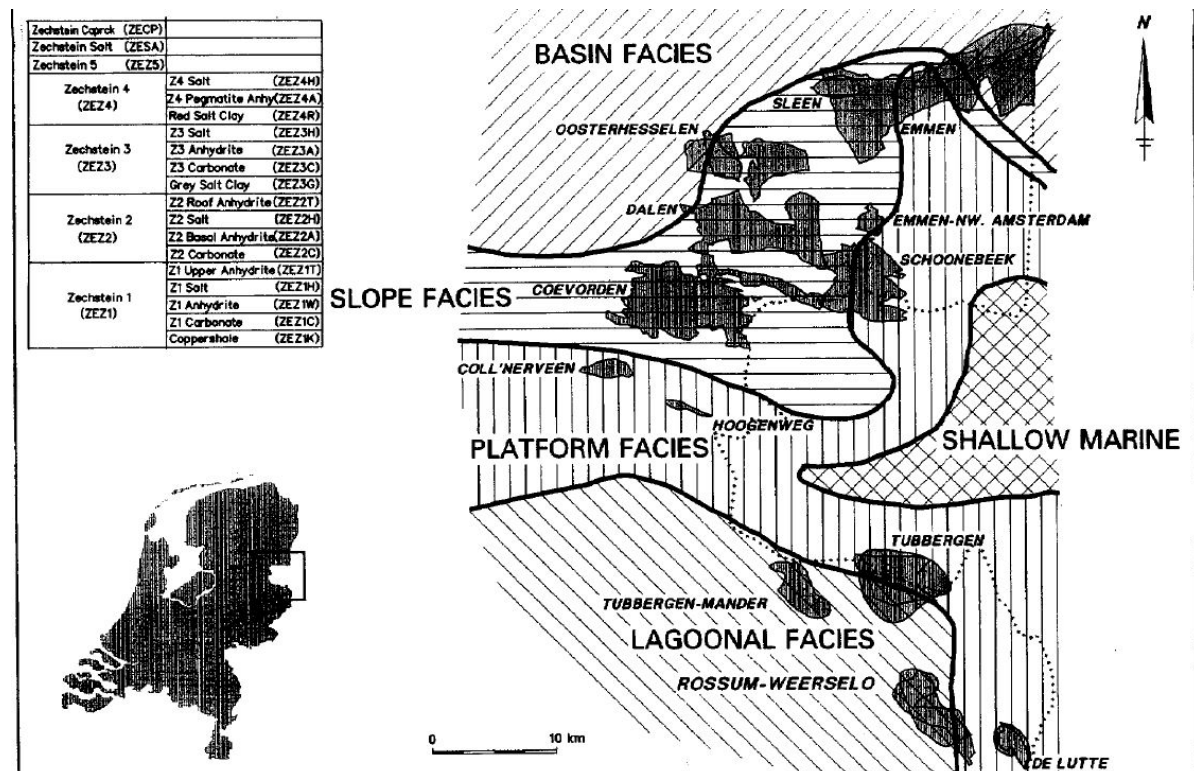 Zechstein Caprck (ZECP)
Zechstein Salt (ZESA)
Zechstein 5 (ZEZ5)
Zechstein 4
(ZEZ4)
Z4 Salt (ZEZ4H)
Z4 Pegmatite Anhy(ZEZ4A)
Red Salt Clay (ZEZ4R)
Zechstein 3
(ZEZ3)
Z3 Salt (ZEZ3H)
Z3 Anhydrite (ZEZ3A)
Z3 Carbonate (ZEZ3C)
Grey Salt Clay (ZEZ3G)
Zechstein 2
(ZEZ2)
Z2 Roof Anhydrite(ZEZ2T)
Z2 Salt (ZEZ2H)
Z2 Basal Anhydrite(ZEZ2A)
Z2 Carbonate (ZEZ2C)
Zechstein 1
(ZEZ1)
Z1 Upper Anhydrite(ZEZ1T)
Z1 Salt (ZEZ1H)
Z1 Anhydrite (ZEZ1W)
Z1 Carbonate (ZEZ1C)
Coppershale (ZEZ1K)
N
BASIN FACIES
SLEEN
EMMEN
OOSTERHESSELEN
DALEN
EMMEN-NW. AMSTERDAM
SCHOONEBEEK
SLOPE FACIES
COEVORDEN
COLL'NERVEEN
HOOGENWEG
PLATFORM FACIES
SHALLOW MARINE
TUBBERGEN
TUBBERGEN-MANDER
LAGOONAL FACIES
ROSSUM-WEERSELO
DE LUTTE
0 10 km